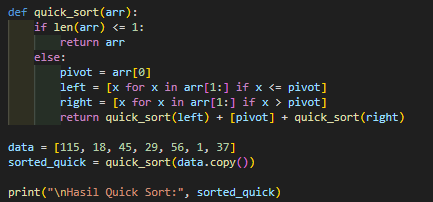 def quick_sort(arr):
    if len(arr) <= 1:
        return arr
    else:
        pivot = arr[0]
        left = [x for x in arr[1:] if x <= pivot]
        right = [x for x in arr[1:] if x > pivot]
        return quick_sort(left) + [pivot] + quick_sort(right)

data = [115, 18, 45, 29, 56, 1, 37]
sorted_quick = quick_sort(data.copy())

print("\nHasil Quick Sort:", sorted_quick)